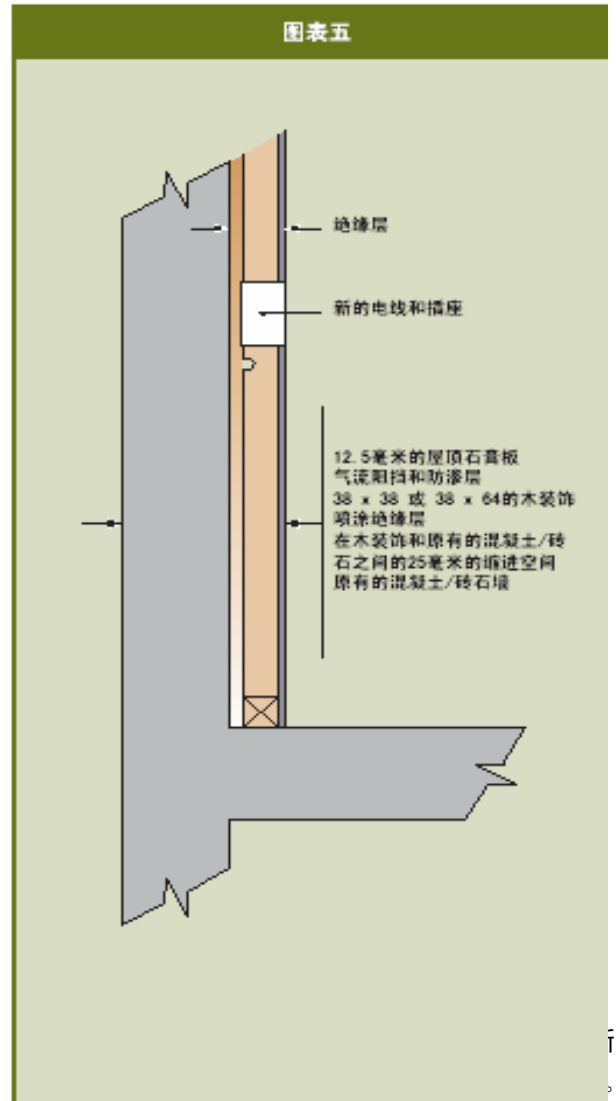 图表五
绝缘层
新的电线和插座
12.5毫米的屋顶石膏板
气流阻挡和防渗层
38 x 38 或 38 x 64的木装饰
喷涂绝缘层
在木装饰和原有的混凝土/砖
石之间的25毫米的缩进空间
原有的混凝土/砖石墙